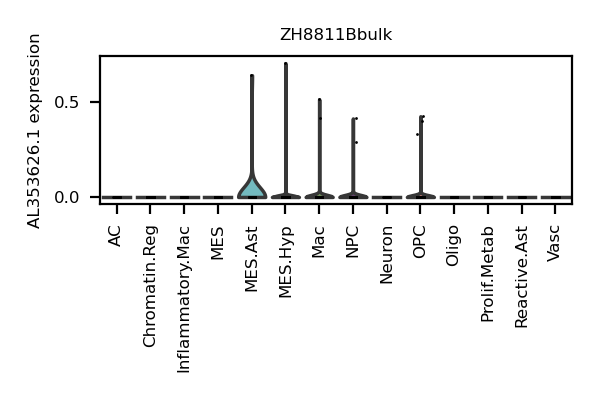 ZH8811Bbulk
AL353626.1 expression
0.5
0.0
AC
Chromatin.Reg
Inflammatory.Mac
MES
MES.Ast
MES.Hyp
Mac
NPC
Neuron
OPC
Oligo
Prolif.Metab
Reactive.Ast
Vasc